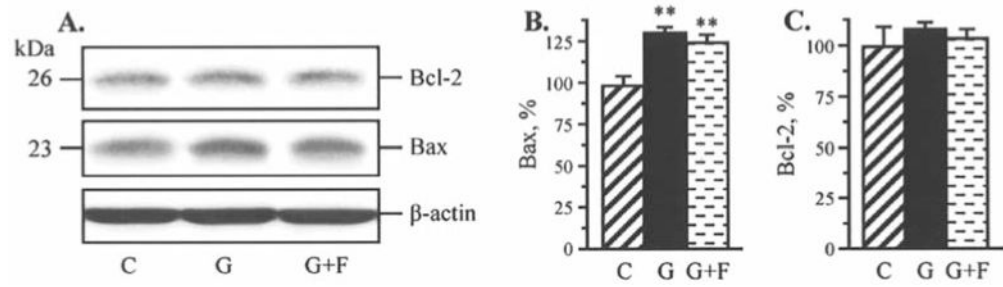 A.
kDa
26
Bcl-2
23
Bax
β-actin
C G G+F
B.
Bax, %
125
100
75
50
25
0
**
**
C G G+F
C.
Bcl-2, %
100
75
50
25
0
C G G+F